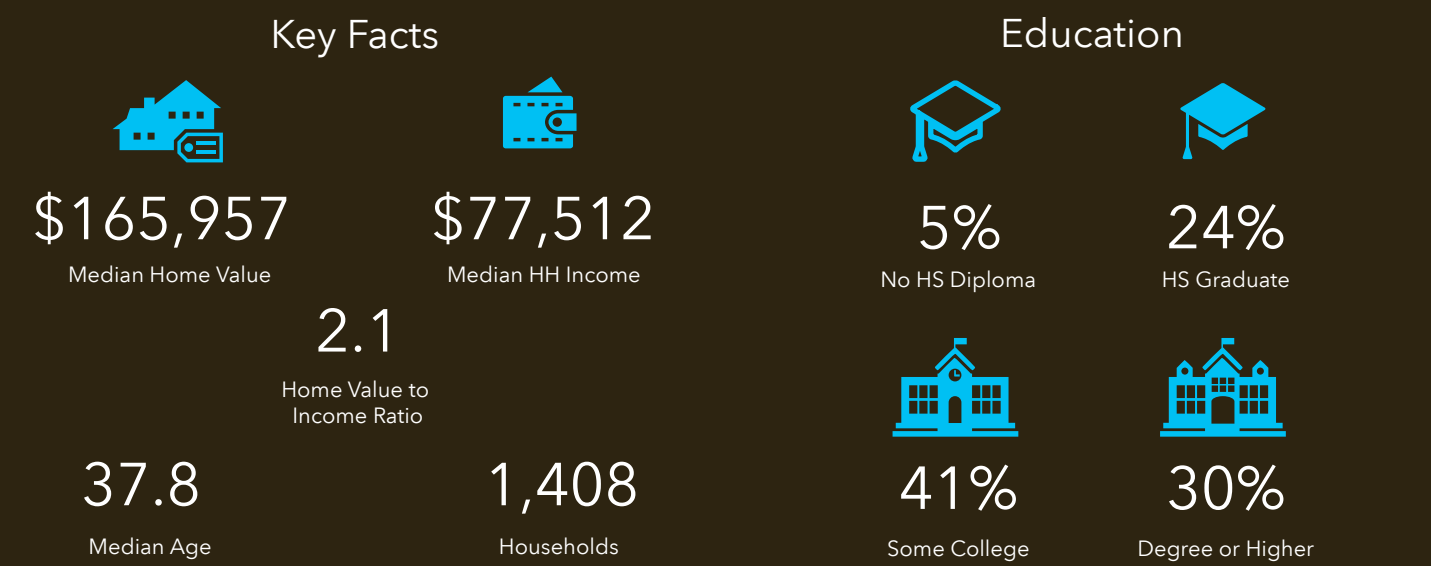 Key Facts
$165,957
Median Home Value
$77,512
Median HH Income
2.1
Home Value to
Income Ratio
37.8
Median Age
1,408
Households
Education
5%
No HS Diploma
24%
HS Graduate
41%
Some College
30%
Degree or Higher